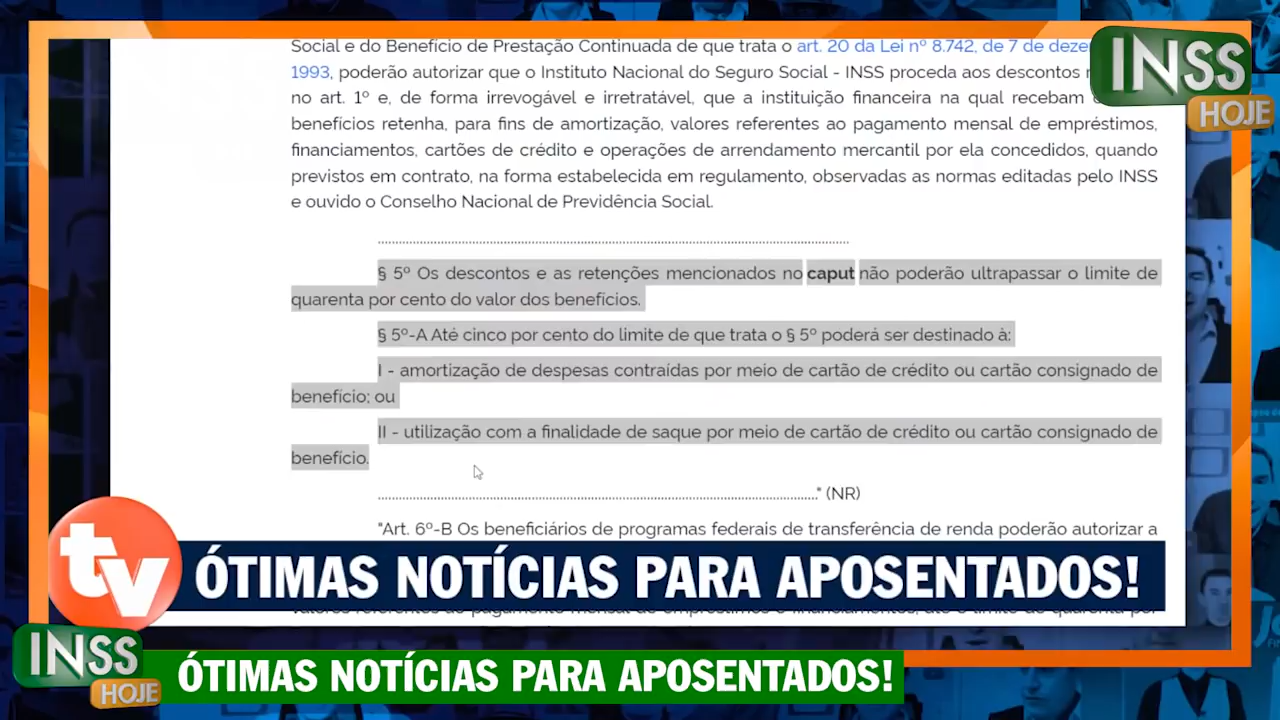 Social e do Benefício de Prestação Continuada de que trata o art. 20 da Lei nº 8.742, de 7 de
1993, poderão autorizar que o Instituto Nacional do Seguro Social - INSS proceda aos descontos
no art. 1º e, de forma irrevogável e irretratável, que a instituição financeira na qual recebam
benefícios retenha, para fins de amortização, valores referentes ao pagamento mensal de empréstimos,
financiamentos, cartões de crédito e operações de arrendamento mercantil por ela concedidos, quando
previstos em contrato, na forma estabelecida em regulamento, observadas as normas editadas pelo INSS
e ouvido o Conselho Nacional de Previdência Social.
INSS
HOJE
§ 5º Os descontos e as retenções mencionados no caput não poderão ultrapassar o limite de
quarenta por cento do valor dos benefícios.
§ 5º-A Até cinco por cento do limite de que trata o § 5º poderá ser destinado à:
I - amortização de despesas contraídas por meio de cartão de crédito ou cartão consignado de
benefício; ou
II - utilização com a finalidade de saque por meio de cartão de crédito ou cartão consignado de
benefício.
" (NR)
"Art. 6º-B Os beneficiários de programas federais de transferência de renda poderão autorizar a
tv
ÓTIMAS NOTÍCIAS PARA APOSENTADOS!
INSS
HOJE
ÓTIMAS NOTÍCIAS PARA APOSENTADOS!